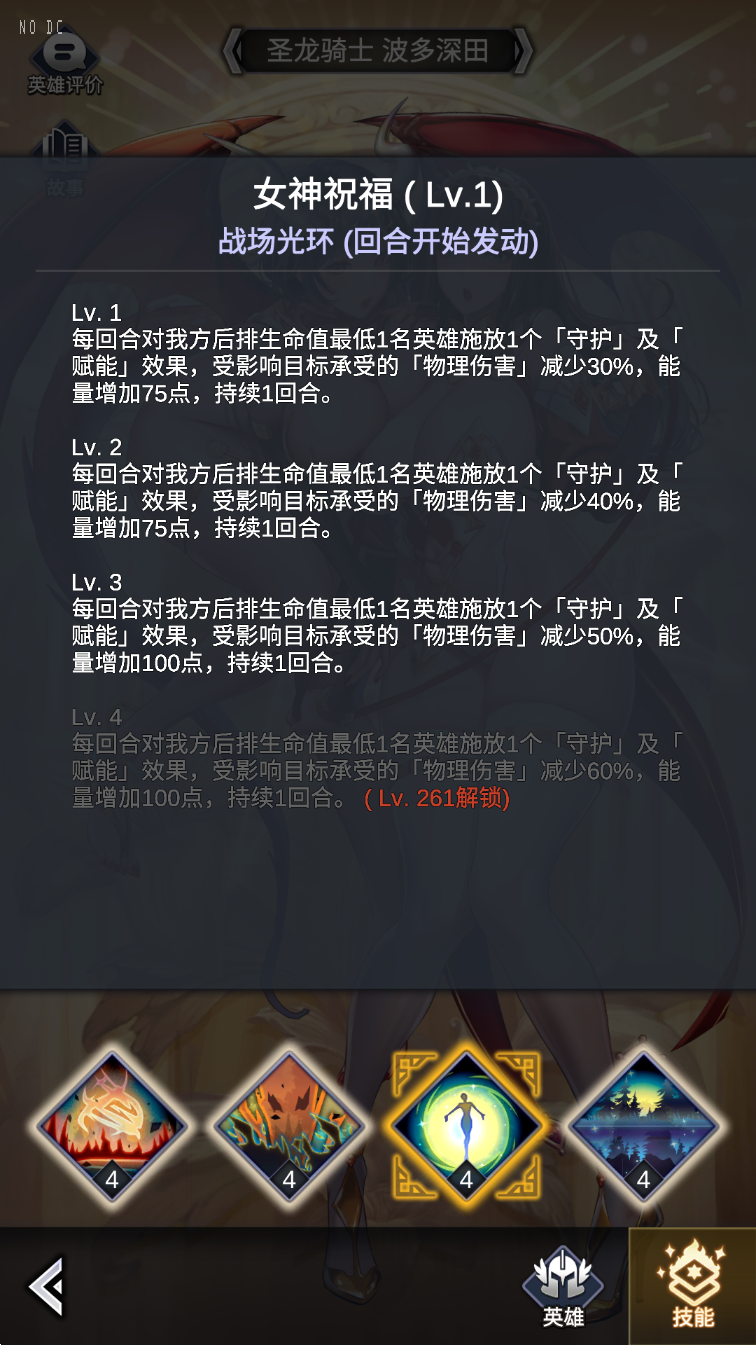 NO DC
圣龙骑士 波多深田
英雄评价
故事
女神祝福 ( Lv.1)
战场光环 (回合开始发动)
Lv. 1
每回合对我方后排生命值最低1名英雄施放1个「守护」及「
赋能」效果，受影响目标承受的「物理伤害」减少30%，能
量增加75点，持续1回合。
Lv. 2
每回合对我方后排生命值最低1名英雄施放1个「守护」及「
赋能」效果，受影响目标承受的「物理伤害」减少40%，能
量增加75点，持续1回合。
Lv. 3
每回合对我方后排生命值最低1名英雄施放1个「守护」及「
赋能」效果，受影响目标承受的「物理伤害」减少50%，能
量增加100点，持续1回合。
Lv. 4
每回合对我方后排生命值最低1名英雄施放1个「守护」及「
赋能」效果，受影响目标承受的「物理伤害」减少60%，能
量增加100点，持续1回合。 ( Lv. 261解锁)
4
4
4
4
英雄
技能